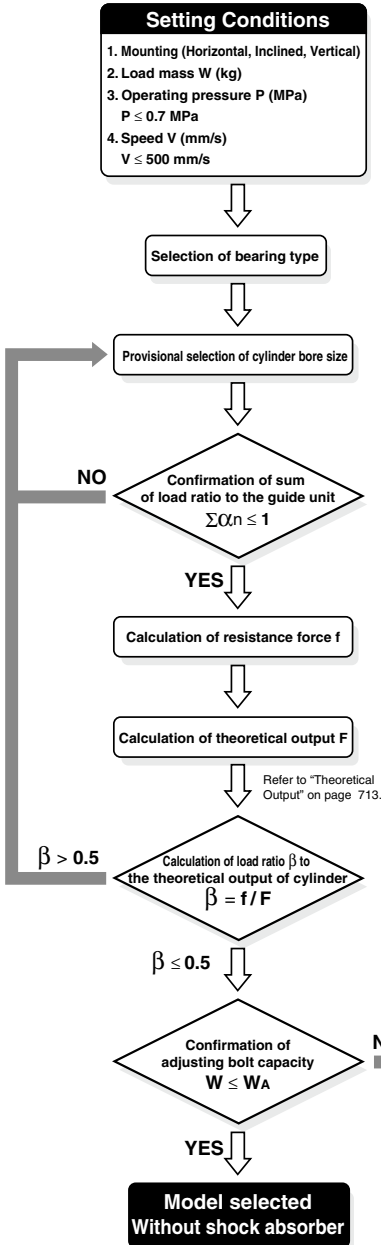 Setting Conditions
1. Mounting (Horizontal, Inclined, Vertical)
2. Load mass W (kg)
3. Operating pressure P (MPa)
P ≤ 0.7 MPa
4. Speed V (mm/s)
V ≤ 500 mm/s
Selection of bearing type
Provisional selection of cylinder bore size
NO
Confirmation of sum
of load ratio to the guide unit
Σαn ≤ 1
YES
Calculation of resistance force f
Calculation of theoretical output F
Refer to “Theoretical
Output” on page 713.
β > 0.5
Calculation of load ratio β to
the theoretical output of cylinder
β = f / F
β ≤ 0.5
Confirmation of
adjusting bolt capacity
W ≤ WA
YES
Model selected
Without shock absorber